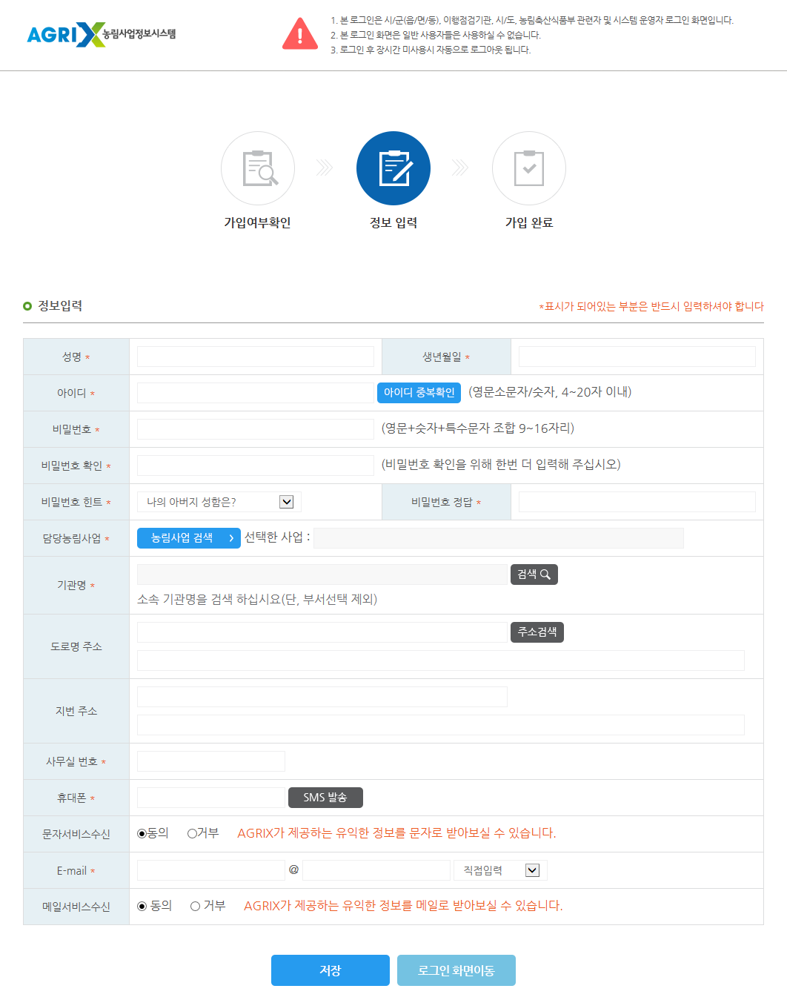 AGRIX 농림사업정보시스템
1. 본 로그인은 시/군(읍/면/동), 이행점검기관, 시/도, 농림축산식품부 관련자 및 시스템 운영자 로그인 화면입니다.
2. 본 로그인 화면은 일반 사용자들은 사용하실 수 없습니다.
3. 로그인 후 장시간 미사용시 자동으로 로그아웃 됩니다.
가입여부확인 정보 입력 가입 완료
정보입력 *표시가 되어있는 부분은 반드시 입력하셔야 합니다
성명 * 생년월일 *
아이디 * 아이디 중복확인 (영문소문자/숫자, 4~20자 이내)
비밀번호 * (영문+숫자+특수문자 조합 9~16자리)
비밀번호 확인 * (비밀번호 확인을 위해 한번 더 입력해 주십시오)
비밀번호 힌트 * 나의 아버지 성함은? 비밀번호 정답 *
담당농림사업 * 농림사업 검색 선택한 사업 :
기관명 * 검색
소속 기관명을 검색 하십시요(단, 부서선택 제외)
도로명 주소 주소검색
지번 주소
사무실 번호 *
휴대폰 * SMS 발송
문자서비스수신 동의 거부 AGRIX가 제공하는 유익한 정보를 문자로 받아보실 수 있습니다.
E-mail * @ 직접입력
메일서비스수신 동의 거부 AGRIX가 제공하는 유익한 정보를 메일로 받아보실 수 있습니다.
저장 로그인 화면이동